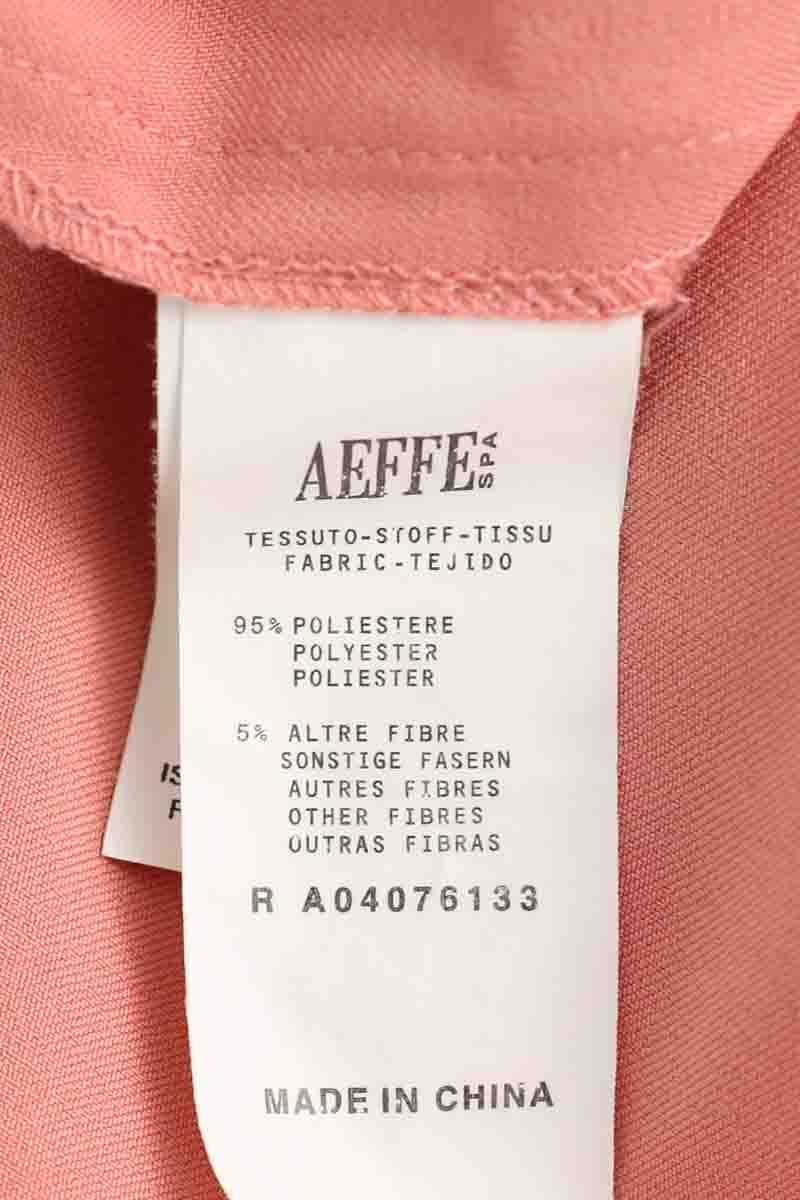 AEFFE SPA
TESSUTO-STOFF-TISSU
FABRIC-TEJIDO
95% POLIESTERE
POLYESTER
POLIESTER
5% ALTRE FIBRE
SONSTIGE FASERN
AUTRES FIBRES
OTHER FIBRES
OUTRAS FIBRAS
R A04076133
MADE IN CHINA